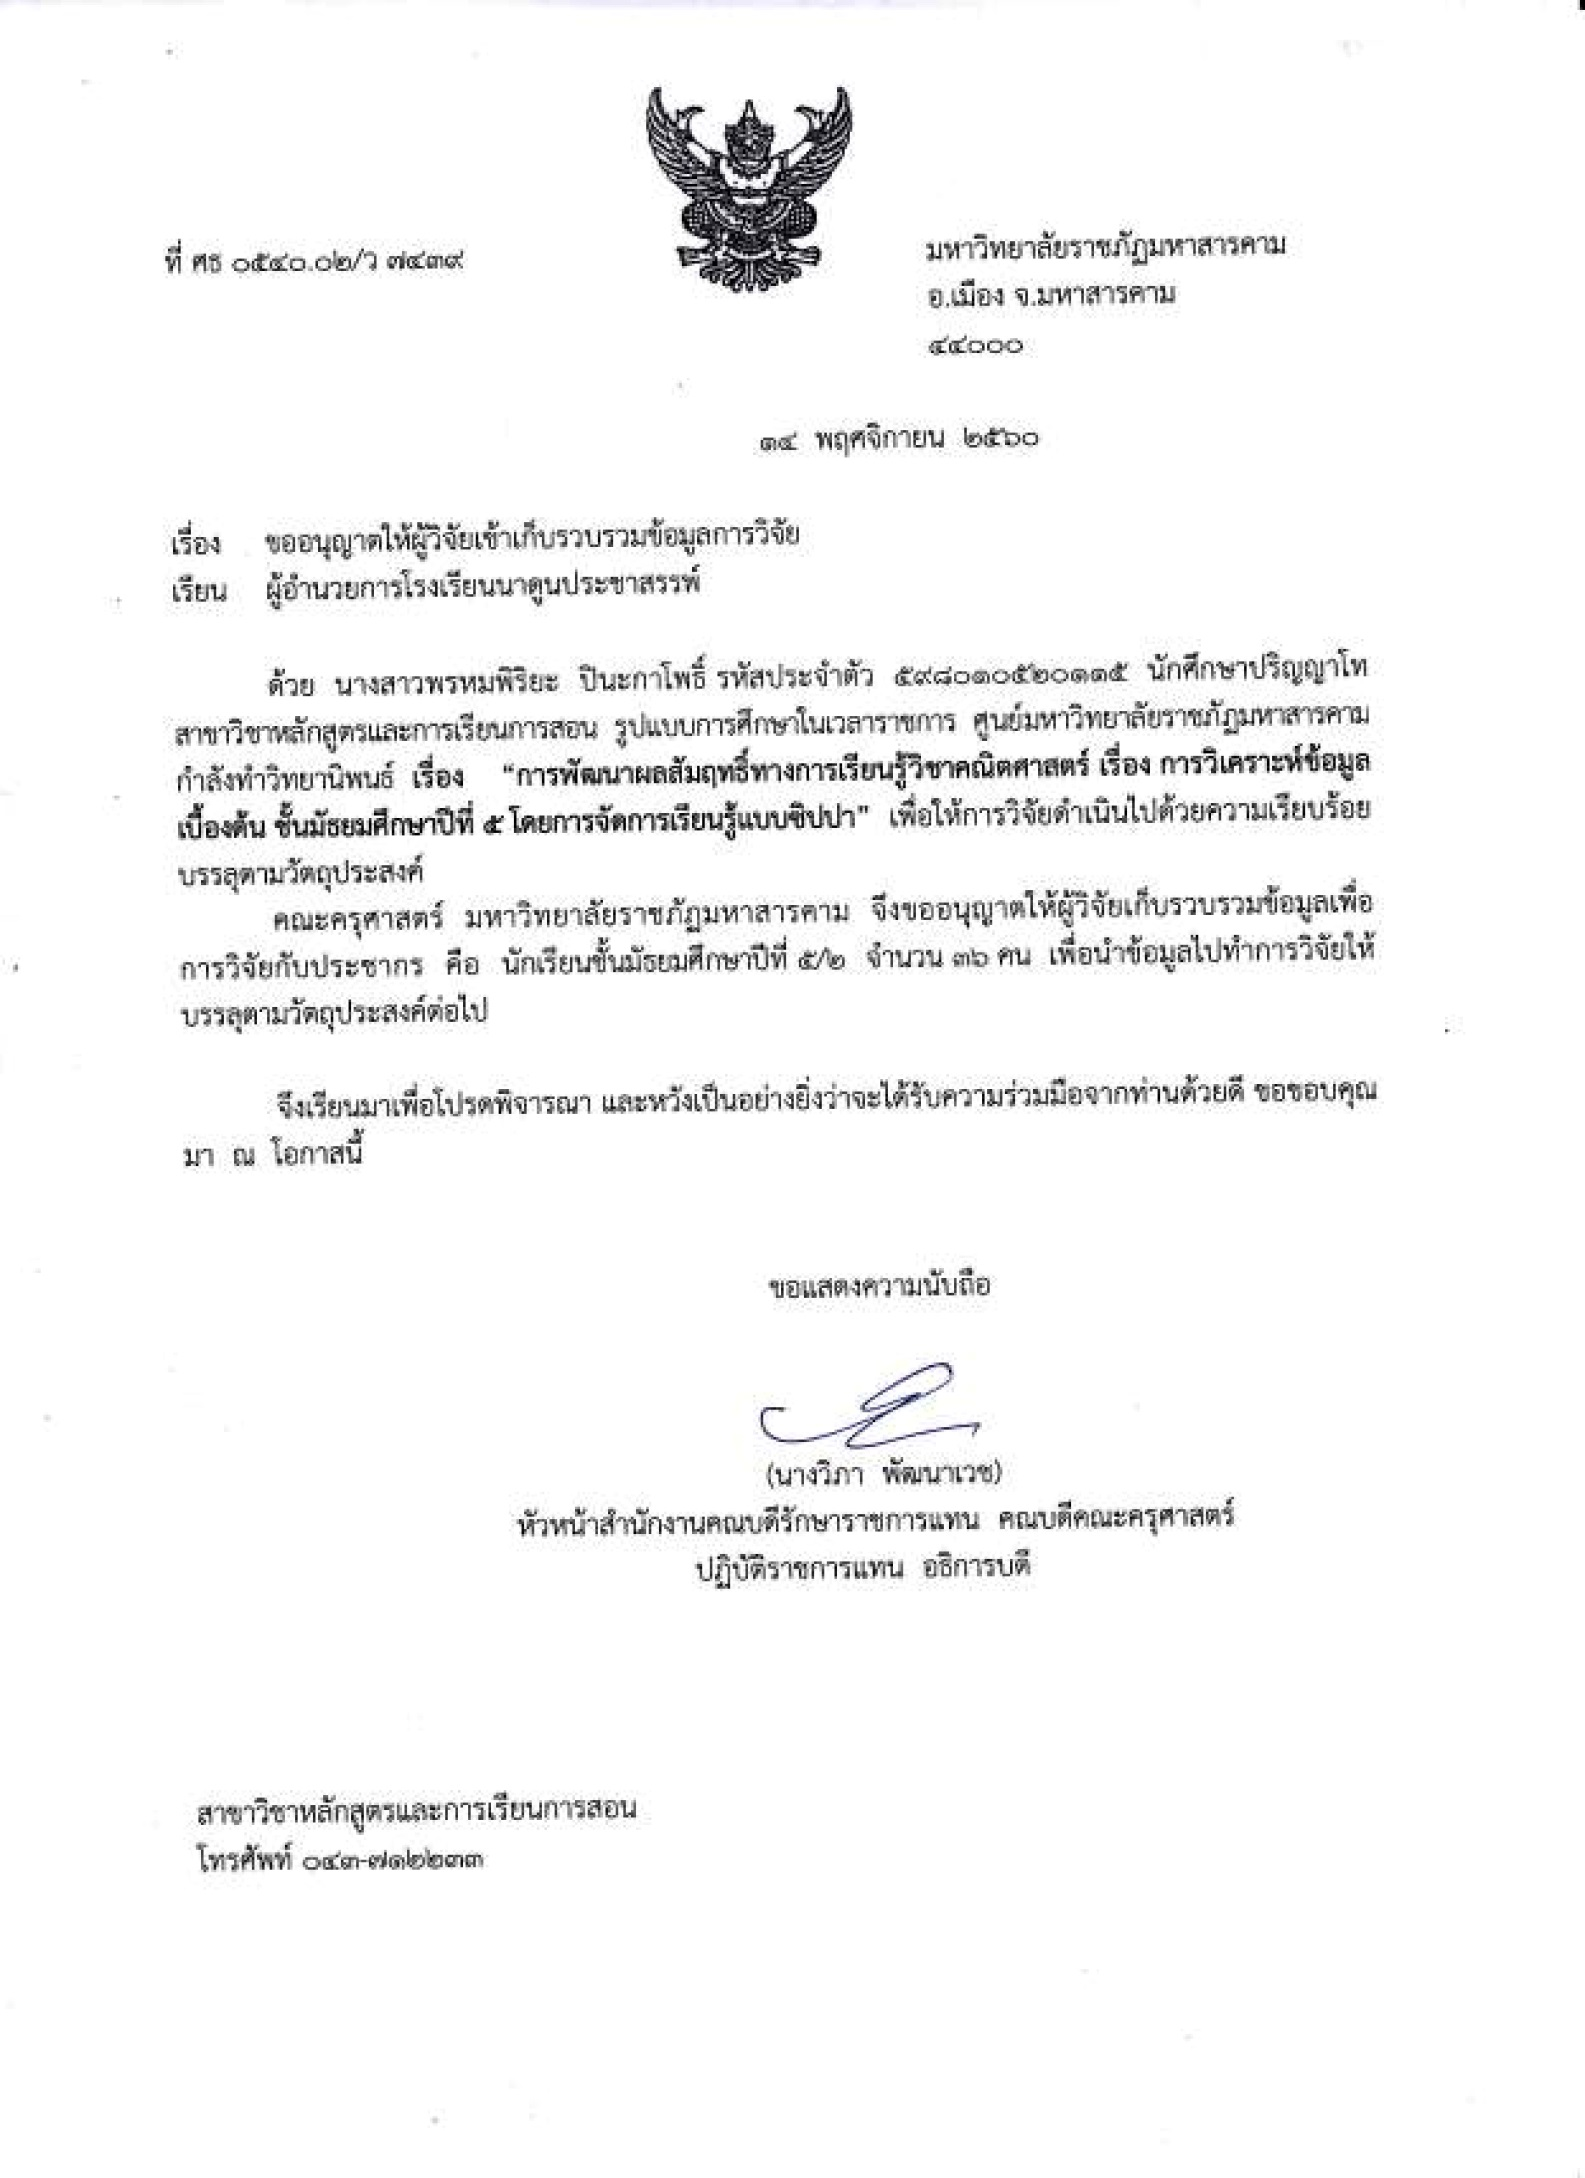 ที่ ศธ ๐๕๔๐.๐๒/ว ๗๔๓๙
มหาวิทยาลัยราชภัฏมหาสารคาม
อ.เมือง จ.มหาสารคาม
๔๔๐๐๐
๑๔ พฤศจิกายน ๒๕๖๐
เรื่อง ขออนุญาตให้ผู้วิจัยเข้าเก็บรวบรวมข้อมูลการวิจัย
เรียน ผู้อำนวยการโรงเรียนนาดูนประชาสรรพ์
ด้วย นางสาวพรหมพิริยะ ปินะกาโพธิ์ รหัสประจำตัว ๕๙๘๐๑๐๕๒๐๑๑๕ นักศึกษาปริญญาโท
สาขาวิชาหลักสูตรและการเรียนการสอน รูปแบบการศึกษาในเวลาราชการ ศูนย์มหาวิทยาลัยราชภัฏมหาสารคาม
กำลังทำวิทยานิพนธ์ เรื่อง “การพัฒนาผลสัมฤทธิ์ทางการเรียนรู้วิชาคณิตศาสตร์ เรื่อง การวิเคราะห์ข้อมูล
เบื้องต้น ชั้นมัธยมศึกษาปีที่ ๕ โดยการจัดการเรียนรู้แบบซิปปา” เพื่อให้การวิจัยดำเนินไปด้วยความเรียบร้อย
บรรลุตามวัตถุประสงค์
คณะครุศาสตร์ มหาวิทยาลัยราชภัฏมหาสารคาม จึงขออนุญาตให้ผู้วิจัยเก็บรวบรวมข้อมูลเพื่อ
การวิจัยกับประชากร คือ นักเรียนชั้นมัธยมศึกษาปีที่ ๕/๒ จำนวน ๓๖ คน เพื่อนำข้อมูลไปทำการวิจัยให้
บรรลุตามวัตถุประสงค์ต่อไป
จึงเรียนมาเพื่อโปรดพิจารณา และหวังเป็นอย่างยิ่งว่าจะได้รับความร่วมมือจากท่านด้วยดี ขอขอบคุณ
มา ณ โอกาสนี้
ขอแสดงความนับถือ
(นางวิภา พัฒนาเวช)
หัวหน้าสำนักงานคณบดีรักษาราชการแทน คณบดีคณะครุศาสตร์
ปฏิบัติราชการแทน อธิการบดี
สาขาวิชาหลักสูตรและการเรียนการสอน
โทรศัพท์ ๐๔๓-๗๑๒๒๓๓